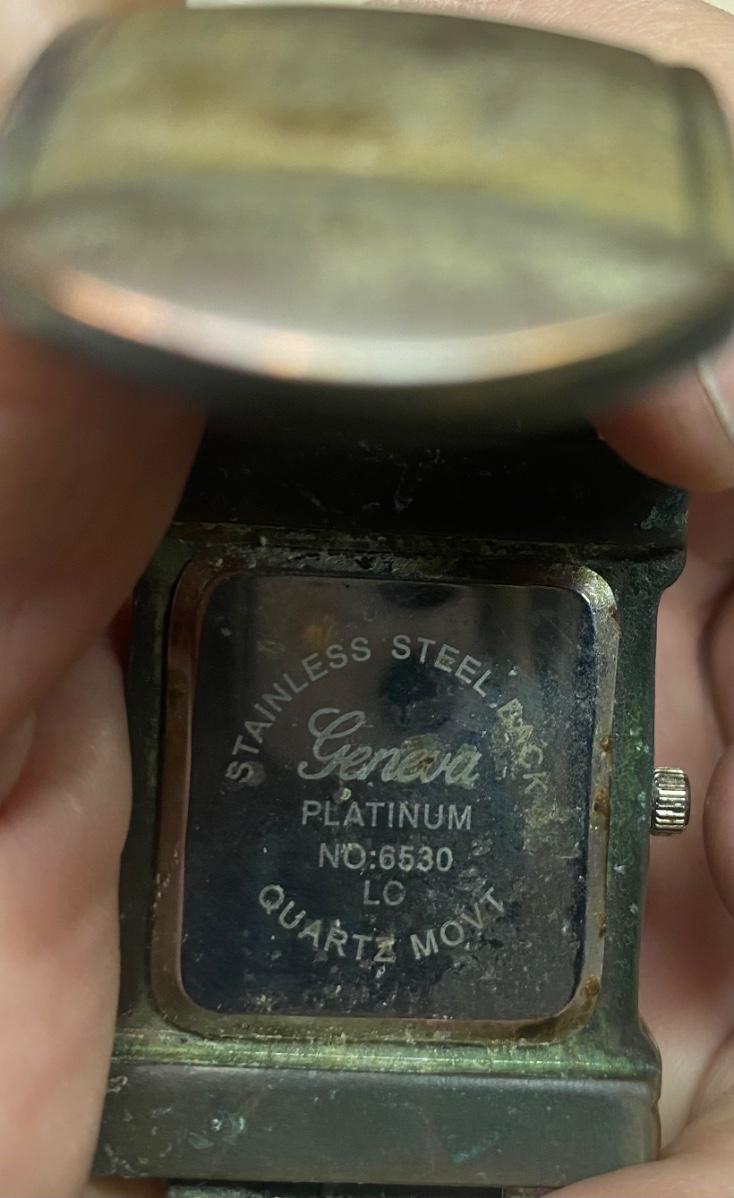 STAINLESS STEEL BACK
Geneva
PLATINUM
NO:6530
LC
QUARTZ MOVT